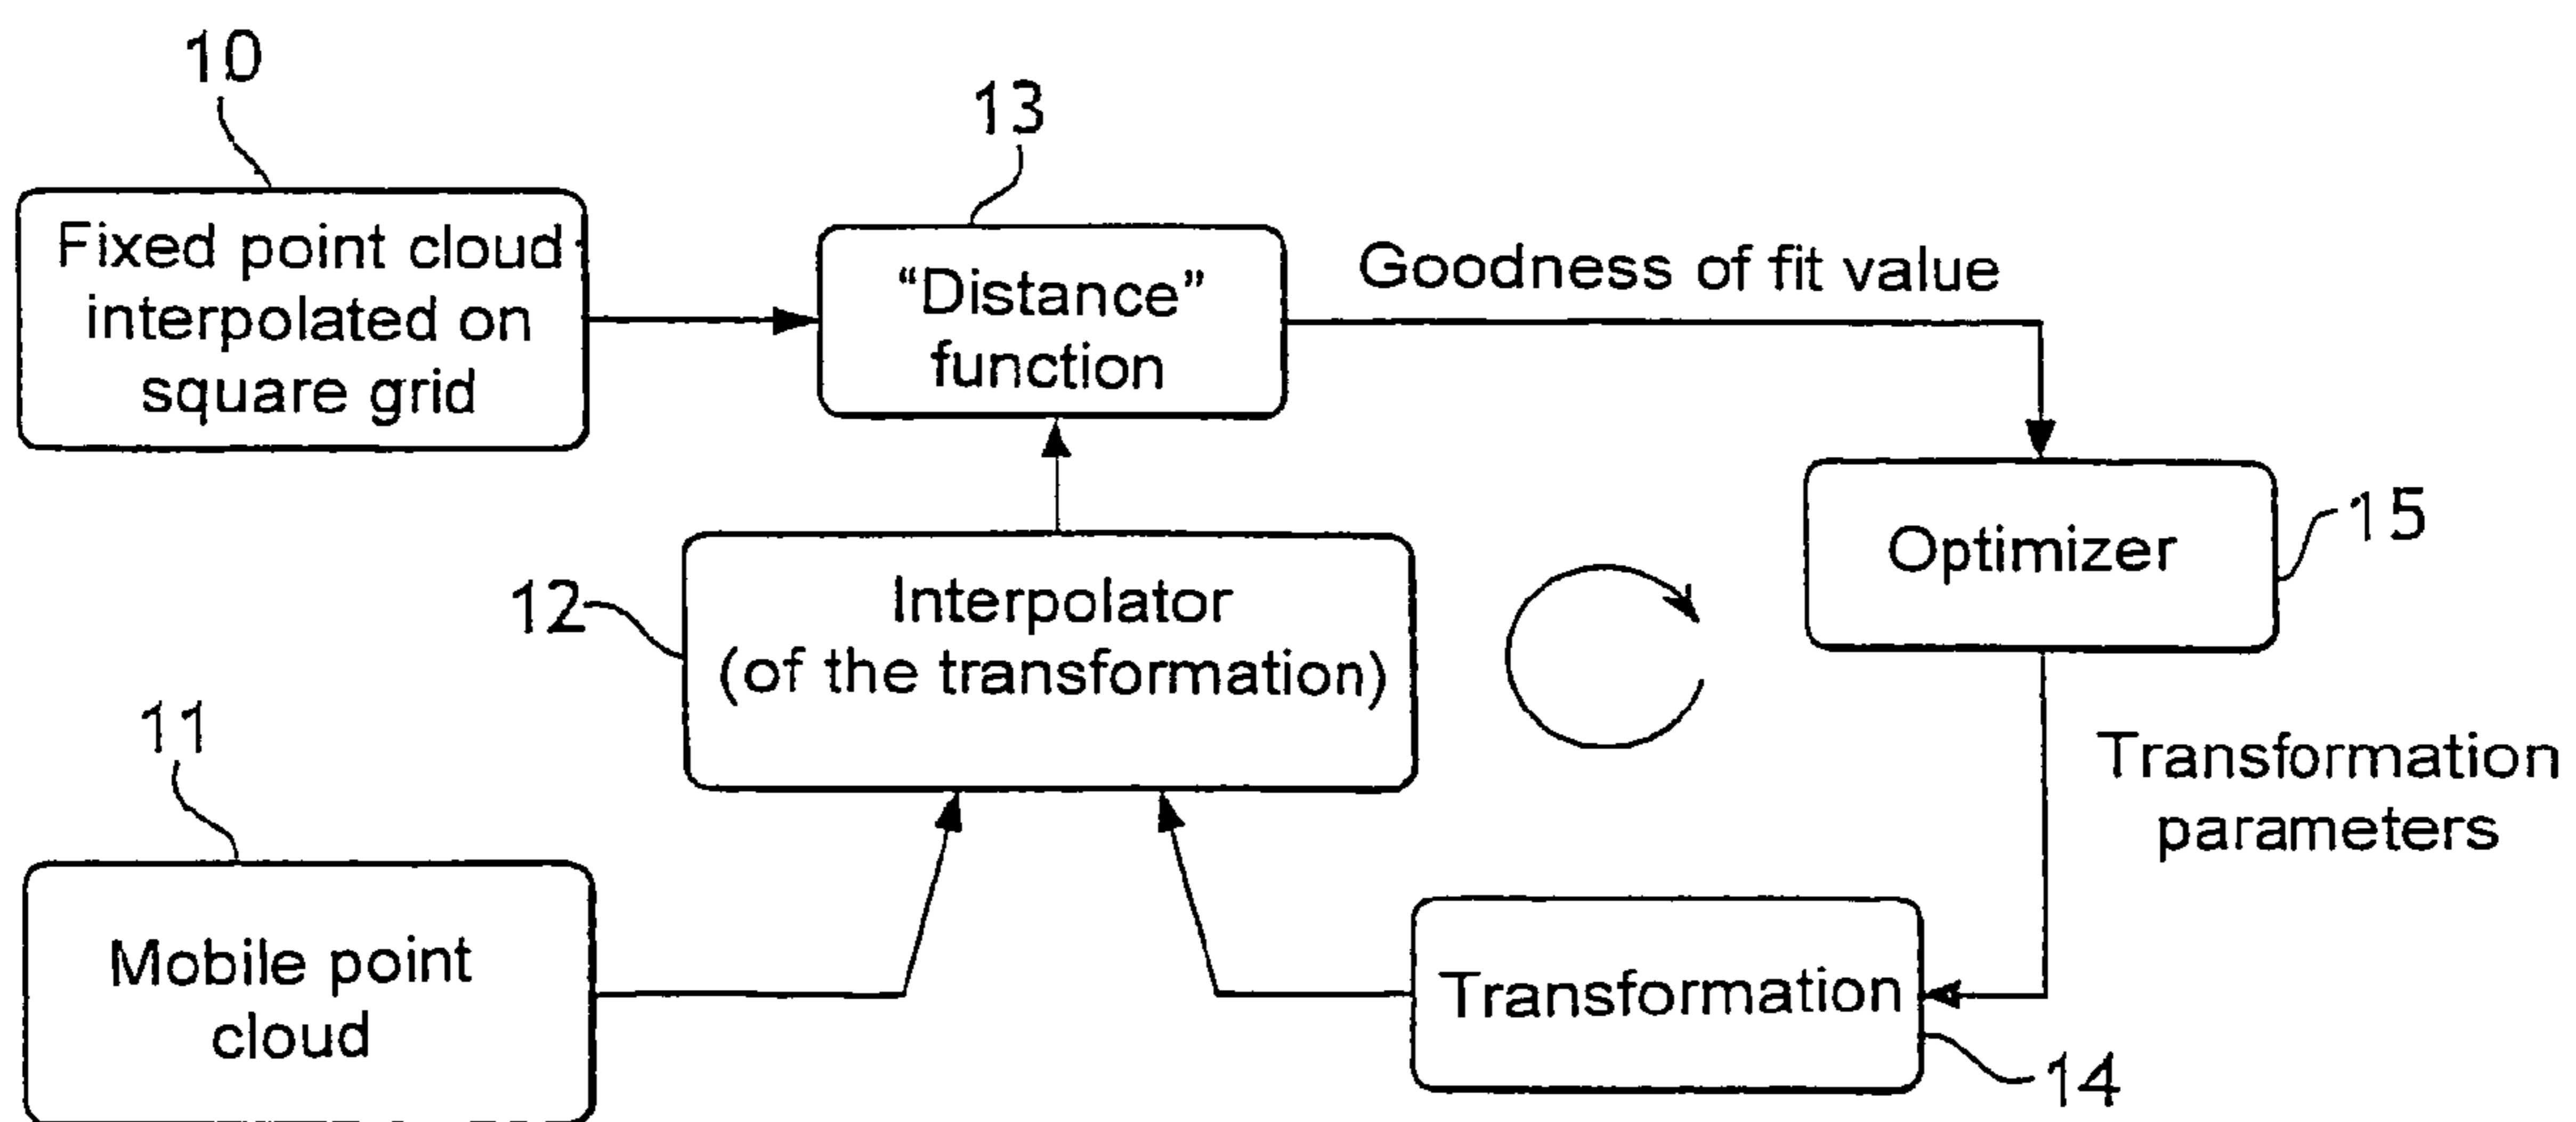 10
Fixed point cloud
interpolated on
square grid
13
“Distance”
function
Goodness of fit value
12
Interpolator
(of the transformation)
Optimizer
15
11
Mobile point
cloud
Transformation
parameters
Transformation
14